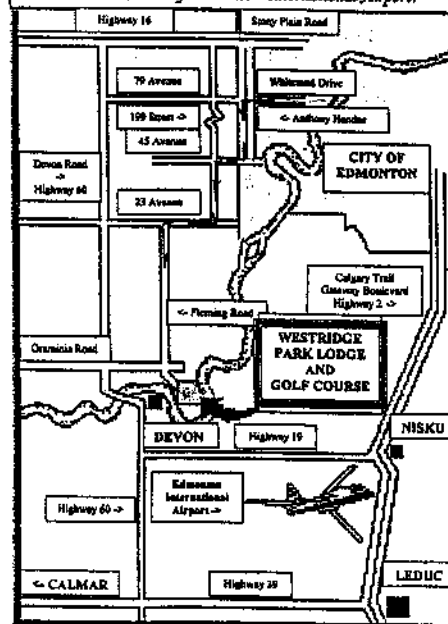 Highway 16
Stony Plain Road
79 Avenue
Whitemud Drive
199 Street ->
<- Anthony Henday
45 Avenue
CITY OF
EDMONTON
Devon Road
->
Highway 60
23 Avenue
Calgary Trail
Gateway Boulevard
Highway 2 ->
<- Fleming Road
WESTRIDGE
PARK LODGE
AND
GOLF COURSE
Graminia Road
NISKU
DEVON
Highway 19
Edmonton
International
Airport ->
Highway 60 ->
<- CALMAR
Highway 39
LEDUC